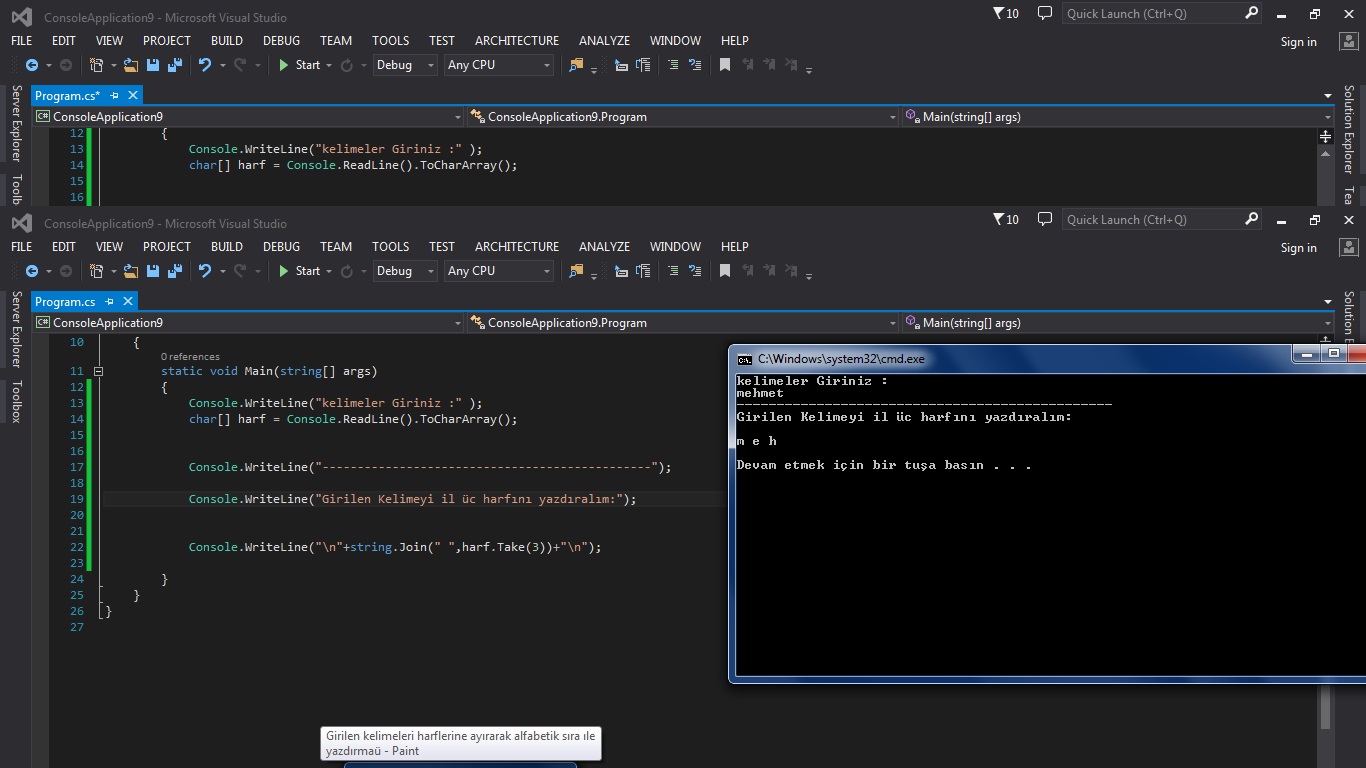 ConsoleApplication9 - Microsoft Visual Studio
10
Quick Launch (Ctrl+Q)
FILE EDIT VIEW PROJECT BUILD DEBUG TEAM TOOLS TEST ARCHITECTURE ANALYZE WINDOW HELP
Sign in
Start Debug Any CPU
Server Explorer
Toolb
Program.cs*
Solution Explorer
Tea
C# ConsoleApplication9
ConsoleApplication9.Program
Main(string[] args)
12 {
13 Console.WriteLine("kelimeler Giriniz :" );
14 char[] harf = Console.ReadLine().ToCharArray();
15
16
ConsoleApplication9 - Microsoft Visual Studio
10
Quick Launch (Ctrl+Q)
FILE EDIT VIEW PROJECT BUILD DEBUG TEAM TOOLS TEST ARCHITECTURE ANALYZE WINDOW HELP
Sign in
Start Debug Any CPU
Server Explorer
Toolbox
Program.cs
Solution E
C# ConsoleApplication9
ConsoleApplication9.Program
Main(string[] args)
10 {
0 references
11 static void Main(string[] args)
12 {
13 Console.WriteLine("kelimeler Giriniz :" );
14 char[] harf = Console.ReadLine().ToCharArray();
15
16
17 Console.WriteLine("-----------------------------------------------");
18
19 Console.WriteLine("Girilen Kelimeyi il üc harfını yazdıralım:");
20
21
22 Console.WriteLine("\n"+string.Join(" ",harf.Take(3))+"\n");
23
24 }
25 }
26 }
27
C:\Windows\system32\cmd.exe
kelimeler Giriniz :
mehmet
-----------------------------------------------
Girilen Kelimeyi il üc harfını yazdıralım:
m e h
Devam etmek için bir tuşa basın . . .
Girilen kelimeleri harflerine ayırarak alfabetik sıra ıle
yazdırmaü - Paint